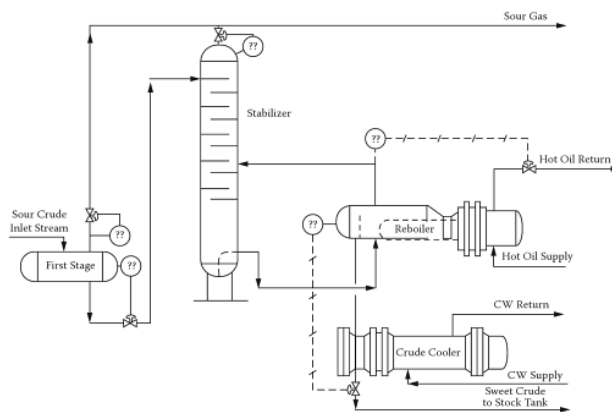 Sour Gas
??
Stabilizer
??
Hot Oil Return
Sour Crude
Inlet Stream
??
??
Reboiler
First Stage
??
Hot Oil Supply
CW Return
Crude Cooler
CW Supply
Sweet Crude
to Stock Tank